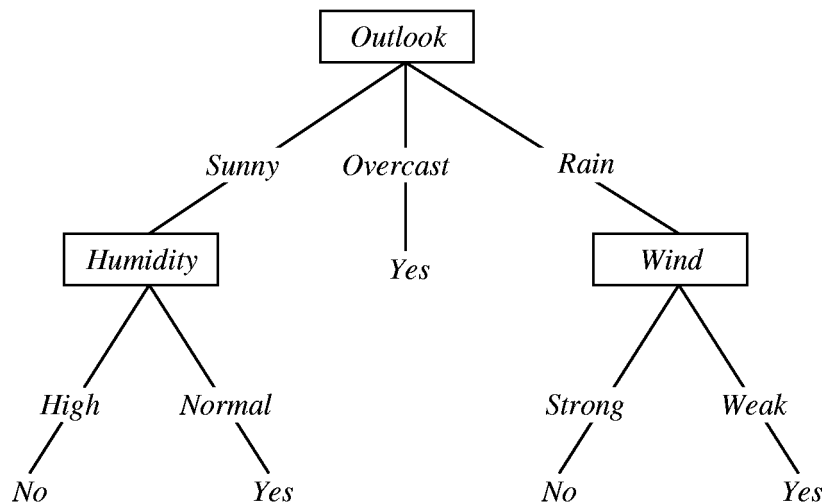 Outlook
Sunny Overcast Rain
Humidity Yes Wind
High Normal Strong Weak
No Yes No Yes